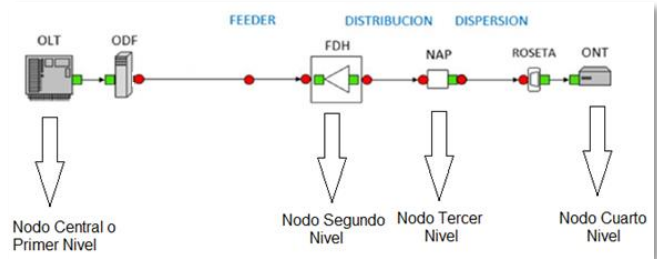 FEEDER DISTRIBUCION DISPERSION
OLT ODF FDH NAP ROSETA ONT
Nodo Central o
Primer Nivel
Nodo Segundo
Nivel
Nodo Tercer
Nivel
Nodo Cuarto
Nivel